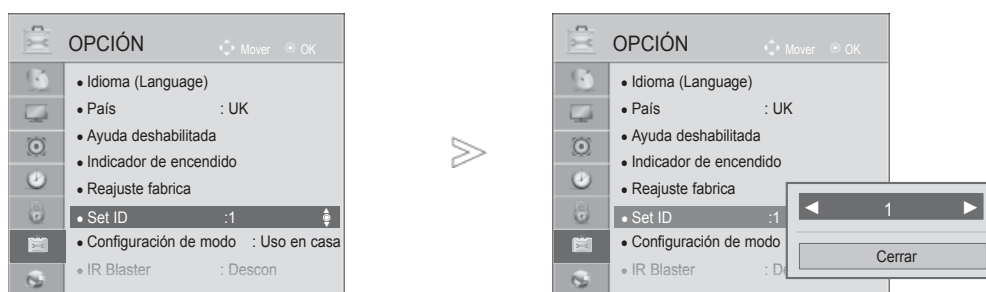 OPCIÓN Mover OK
• Idioma (Language)
• País : UK
• Ayuda deshabilitada
• Indicador de encendido
• Reajuste fabrica
• Set ID :1
• Configuración de modo : Uso en casa
• IR Blaster : Descon
OPCIÓN Mover OK
• Idioma (Language)
• País : UK
• Ayuda deshabilitada
• Indicador de encendido
• Reajuste fabrica
• Set ID :1
◄ 1 ►
• Configuración de modo
Cerrar
• IR Blaster : De